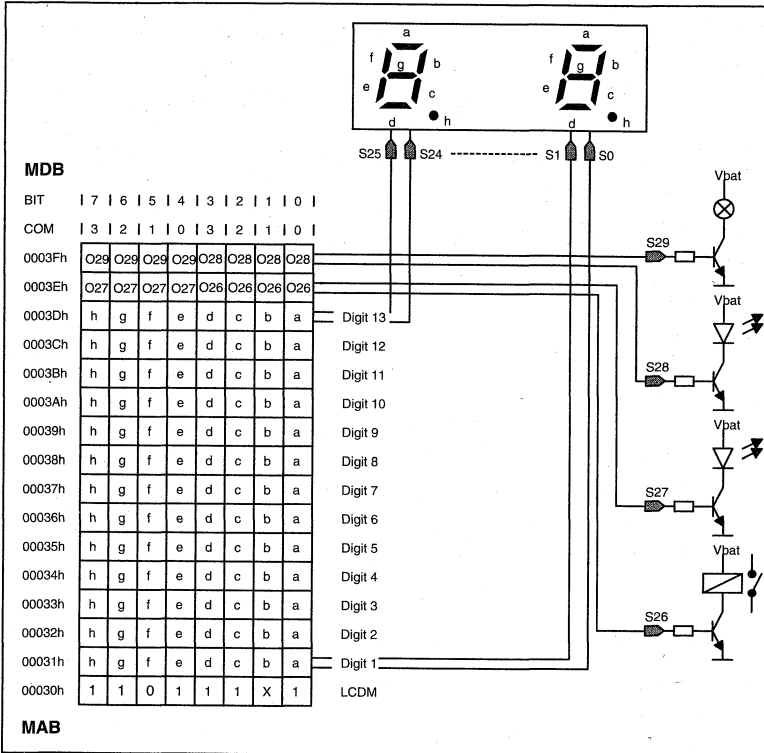 a a
f g b f g b
e c e c
d h d h
S25 S24 S1 S0
MDB
Vbat
BIT | 7 | 6 | 5 | 4 | 3 | 2 | 1 | 0 |
COM | 3 | 2 | 1 | 0 | 3 | 2 | 1 | 0 |
S29
0003Fh O29 O29 O29 O29 O28 O28 O28 O28
0003Eh O27 O27 O27 O27 O26 O26 O26 O26
Vbat
0003Dh h g f e d c b a Digit 13
0003Ch h g f e d c b a Digit 12
S28
0003Bh h g f e d c b a Digit 11
0003Ah h g f e d c b a Digit 10
Vbat
00039h h g f e d c b a Digit 9
00038h h g f e d c b a Digit 8
00037h h g f e d c b a Digit 7
S27
00036h h g f e d c b a Digit 6
00035h h g f e d c b a Digit 5
Vbat
00034h h g f e d c b a Digit 4
00033h h g f e d c b a Digit 3
S26
00032h h g f e d c b a Digit 2
00031h h g f e d c b a Digit 1
00030h 1 1 0 1 1 1 X 1 LCDM
MAB